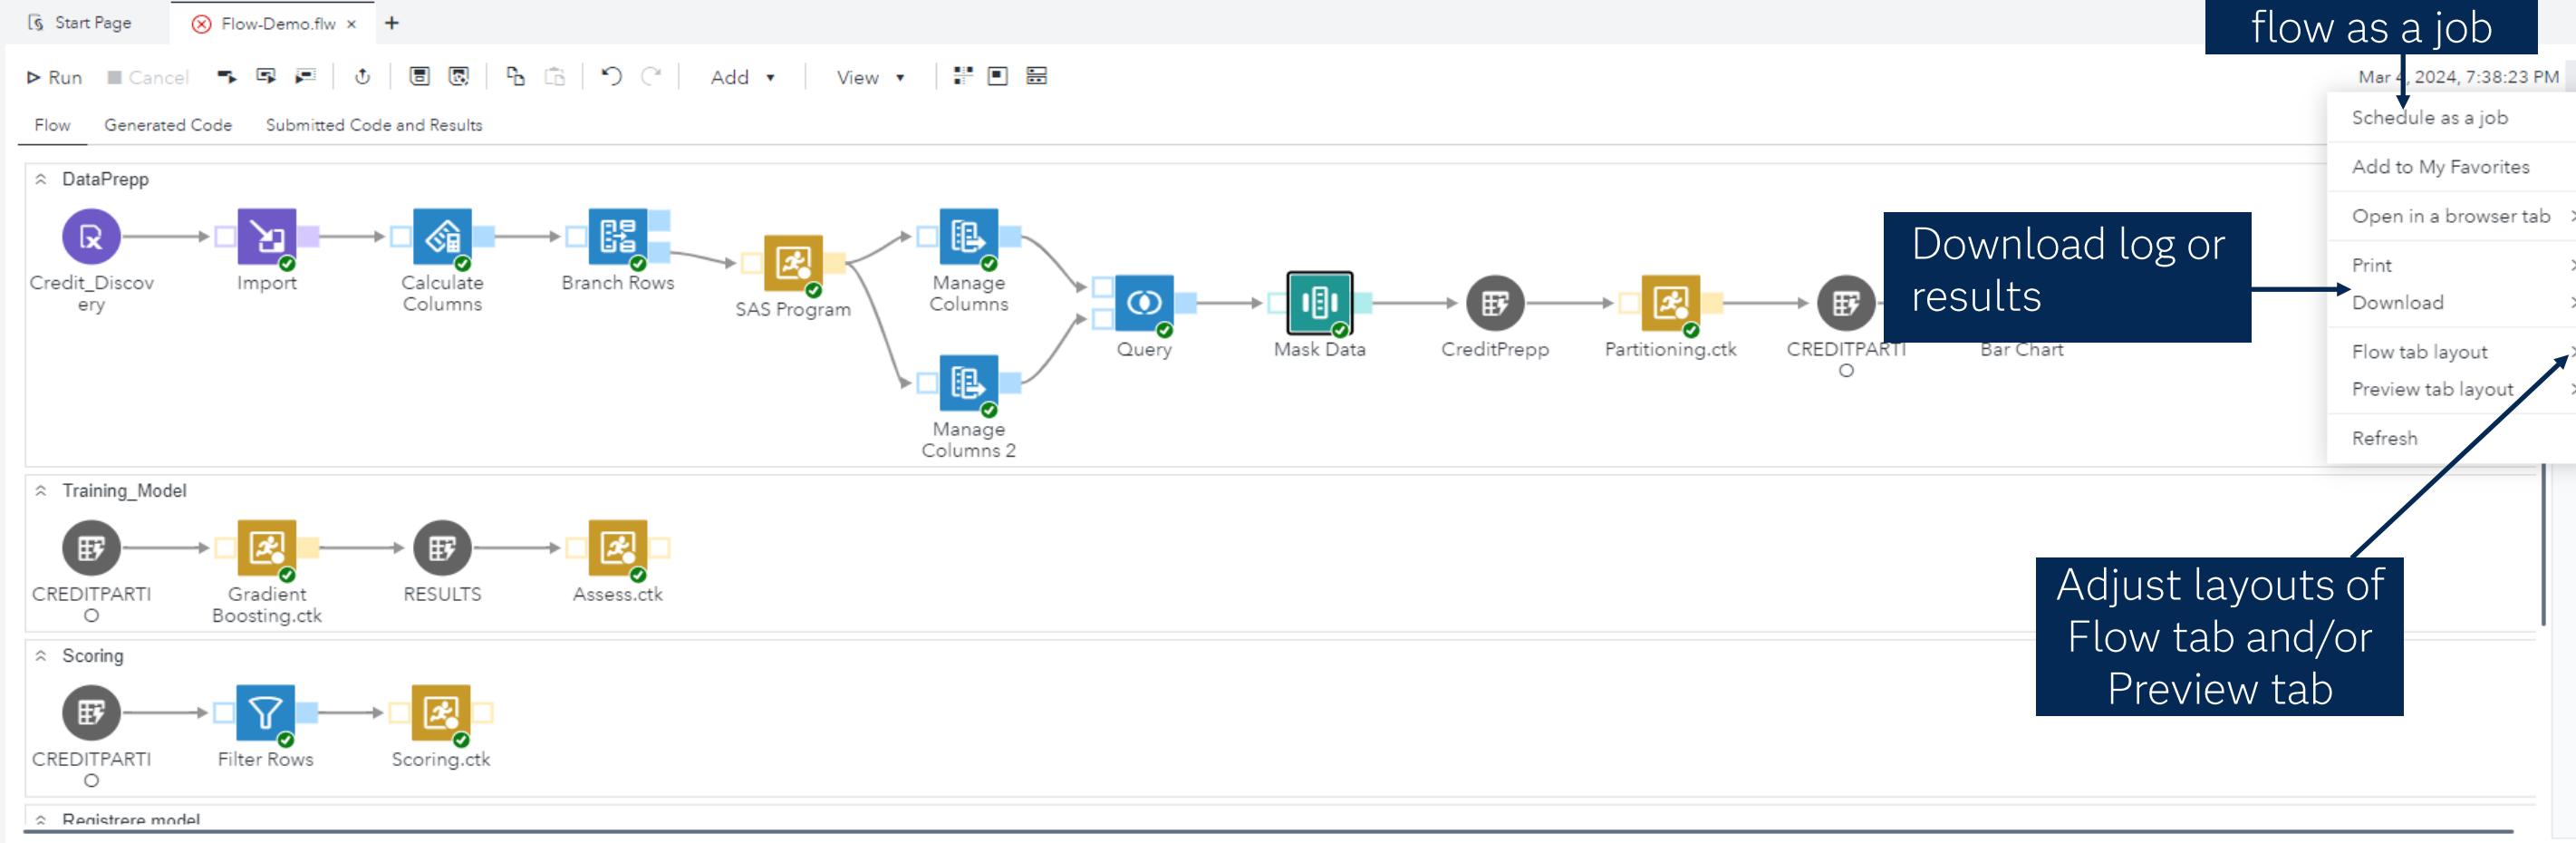 Start Page
Flow-Demo.flw
flow as a job
Run
Cancel
Add
View
Mar 4, 2024, 7:38:23 PM
Flow
Generated Code
Submitted Code and Results
Schedule as a job
Add to My Favorites
Open in a browser tab
Print
Download
Flow tab layout
Preview tab layout
Refresh
Download log or
results
Adjust layouts of
Flow tab and/or
Preview tab
DataPrepp
Credit_Discov
ery
Import
Calculate
Columns
Branch Rows
SAS Program
Manage
Columns
Manage
Columns 2
Query
Mask Data
CreditPrepp
Partitioning.ctk
CREDITPARTI
O
Bar Chart
Training_Model
CREDITPARTI
O
Gradient
Boosting.ctk
RESULTS
Assess.ctk
Scoring
CREDITPARTI
O
Filter Rows
Scoring.ctk
Registrere model